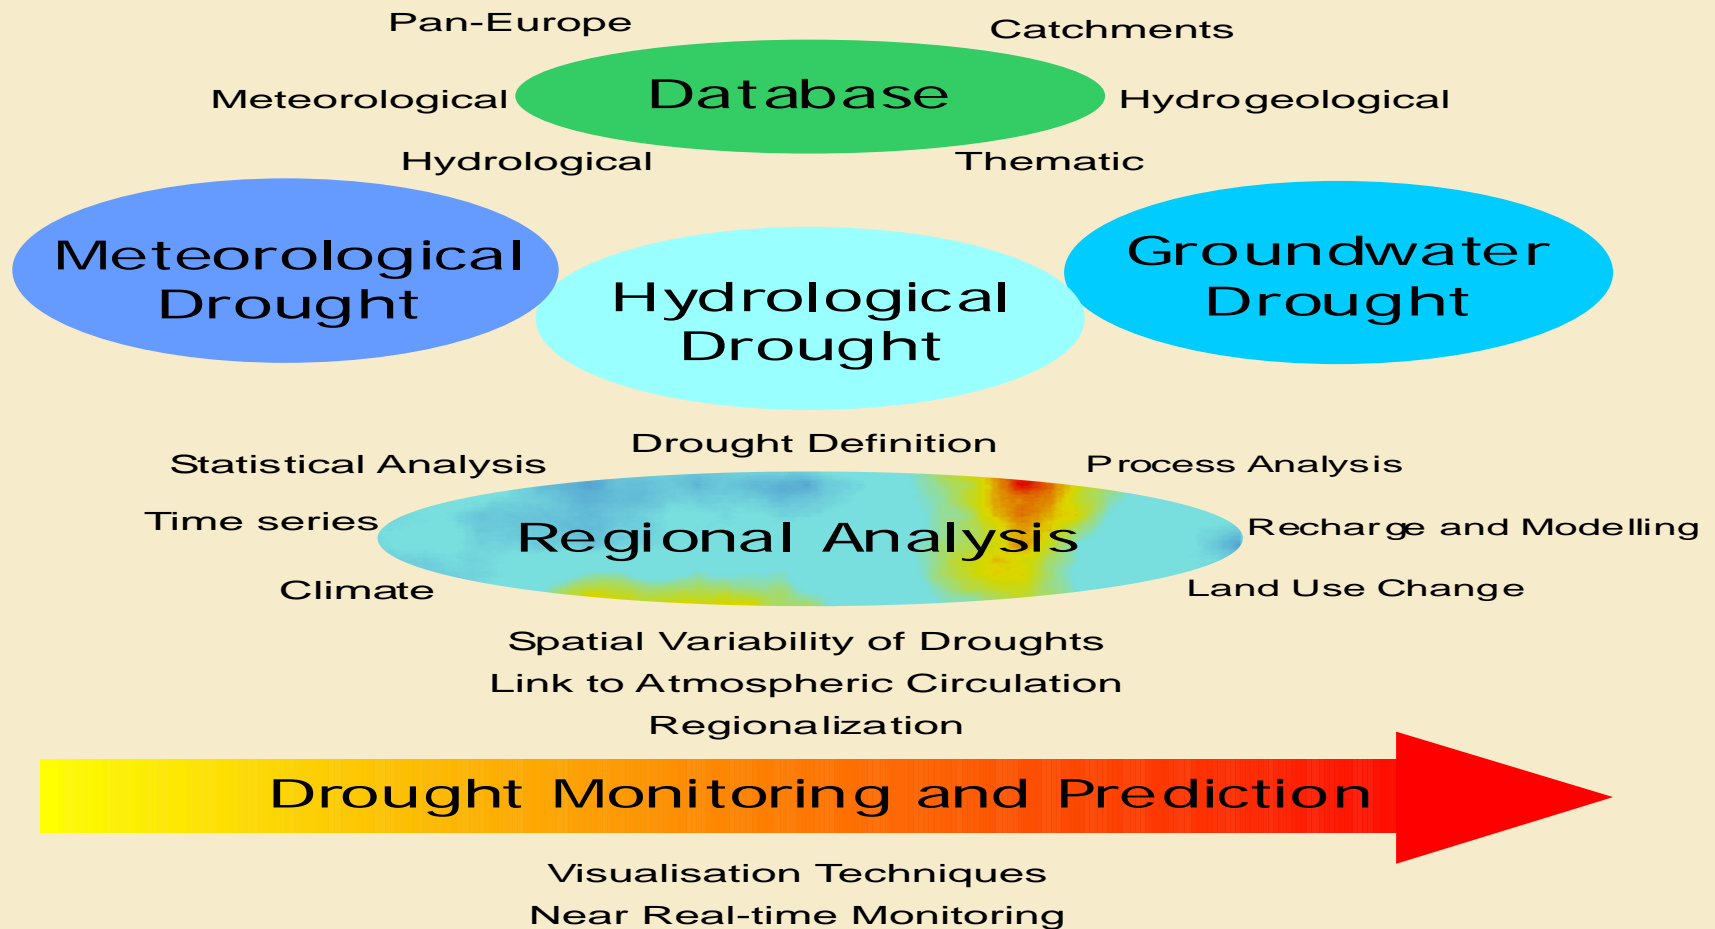 Pan-Europe
Catchments
Database
Meteorological
Hydrogeological
Hydrological
Thematic
Meteorological
Drought
Hydrological
Drought
Groundwater
Drought
Drought Definition
Statistical Analysis
Process Analysis
Time series
Regional Analysis
Recharge and Modelling
Climate
Land Use Change
Spatial Variability of Droughts
Link to Atmospheric Circulation
Regionalization
Drought Monitoring and Prediction
Visualisation Techniques
Near Real-time Monitoring